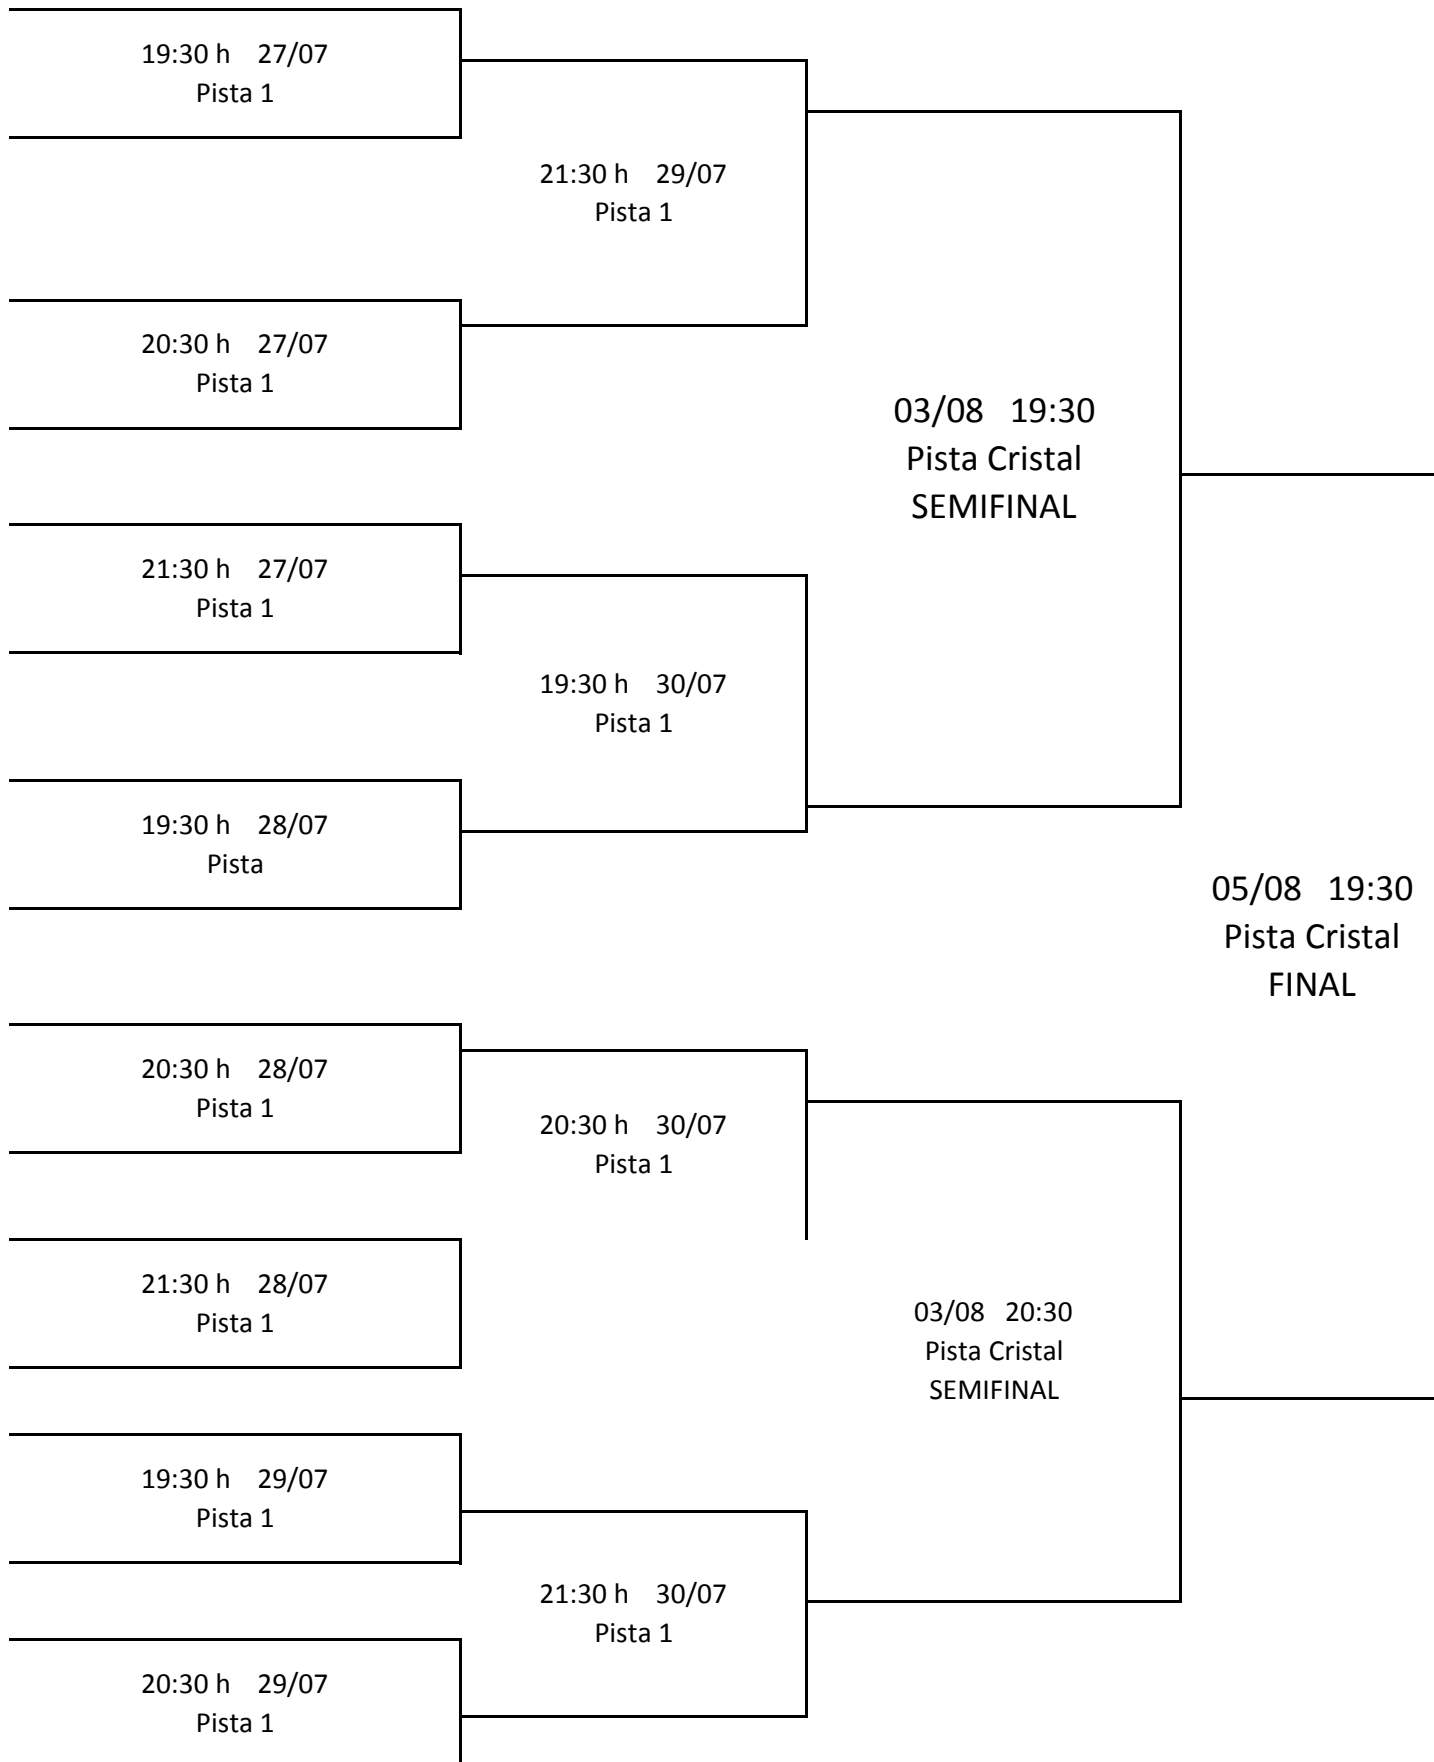 19:30 h 27/07
Pista 1
21:30 h 29/07
Pista 1
20:30 h 27/07
Pista 1
03/08 19:30
Pista Cristal
SEMIFINAL
21:30 h 27/07
Pista 1
19:30 h 30/07
Pista 1
19:30 h 28/07
Pista
05/08 19:30
Pista Cristal
FINAL
20:30 h 28/07
Pista 1
20:30 h 30/07
Pista 1
21:30 h 28/07
Pista 1
03/08 20:30
Pista Cristal
SEMIFINAL
19:30 h 29/07
Pista 1
21:30 h 30/07
Pista 1
20:30 h 29/07
Pista 1